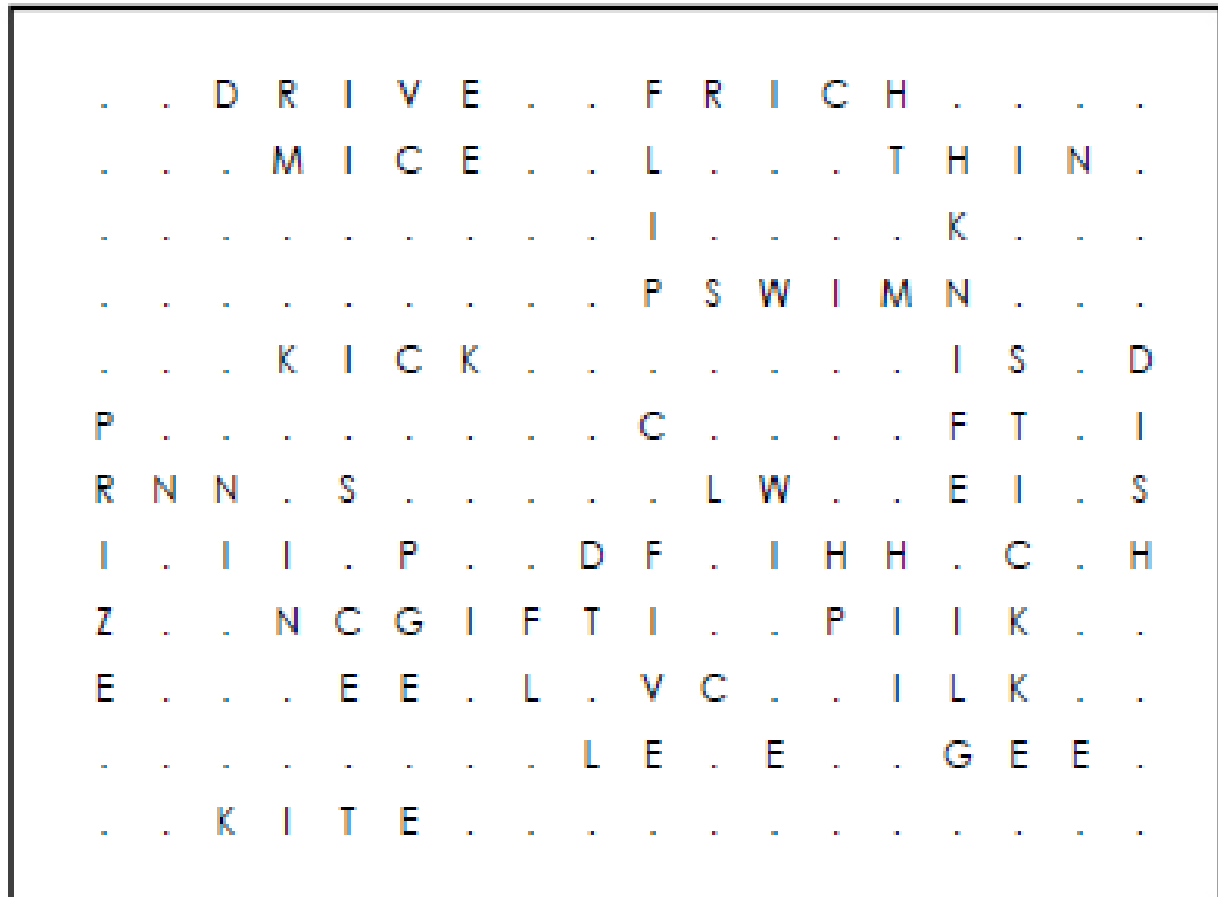 . . D R I V E . . F R I C H . . . .
. . . M I C E . . L . . . T H I N .
. . . . . . . . . I . . . . K . . .
. . . . . . . . . P S W I M N . . .
. . . K I C K . . . . . . . I S . D
P . . . . . . . . C . . . . F T . I
R N N . S . . . . . L W . . E I . S
I . I I . P . . D F . I H H . C . H
Z . . N C G I F T I . . P I I K . .
E . . . E E . L . V C . . I L K . .
. . . . . . . . L E . E . . G E E .
. . K I T E . . . . . . . . . . . .